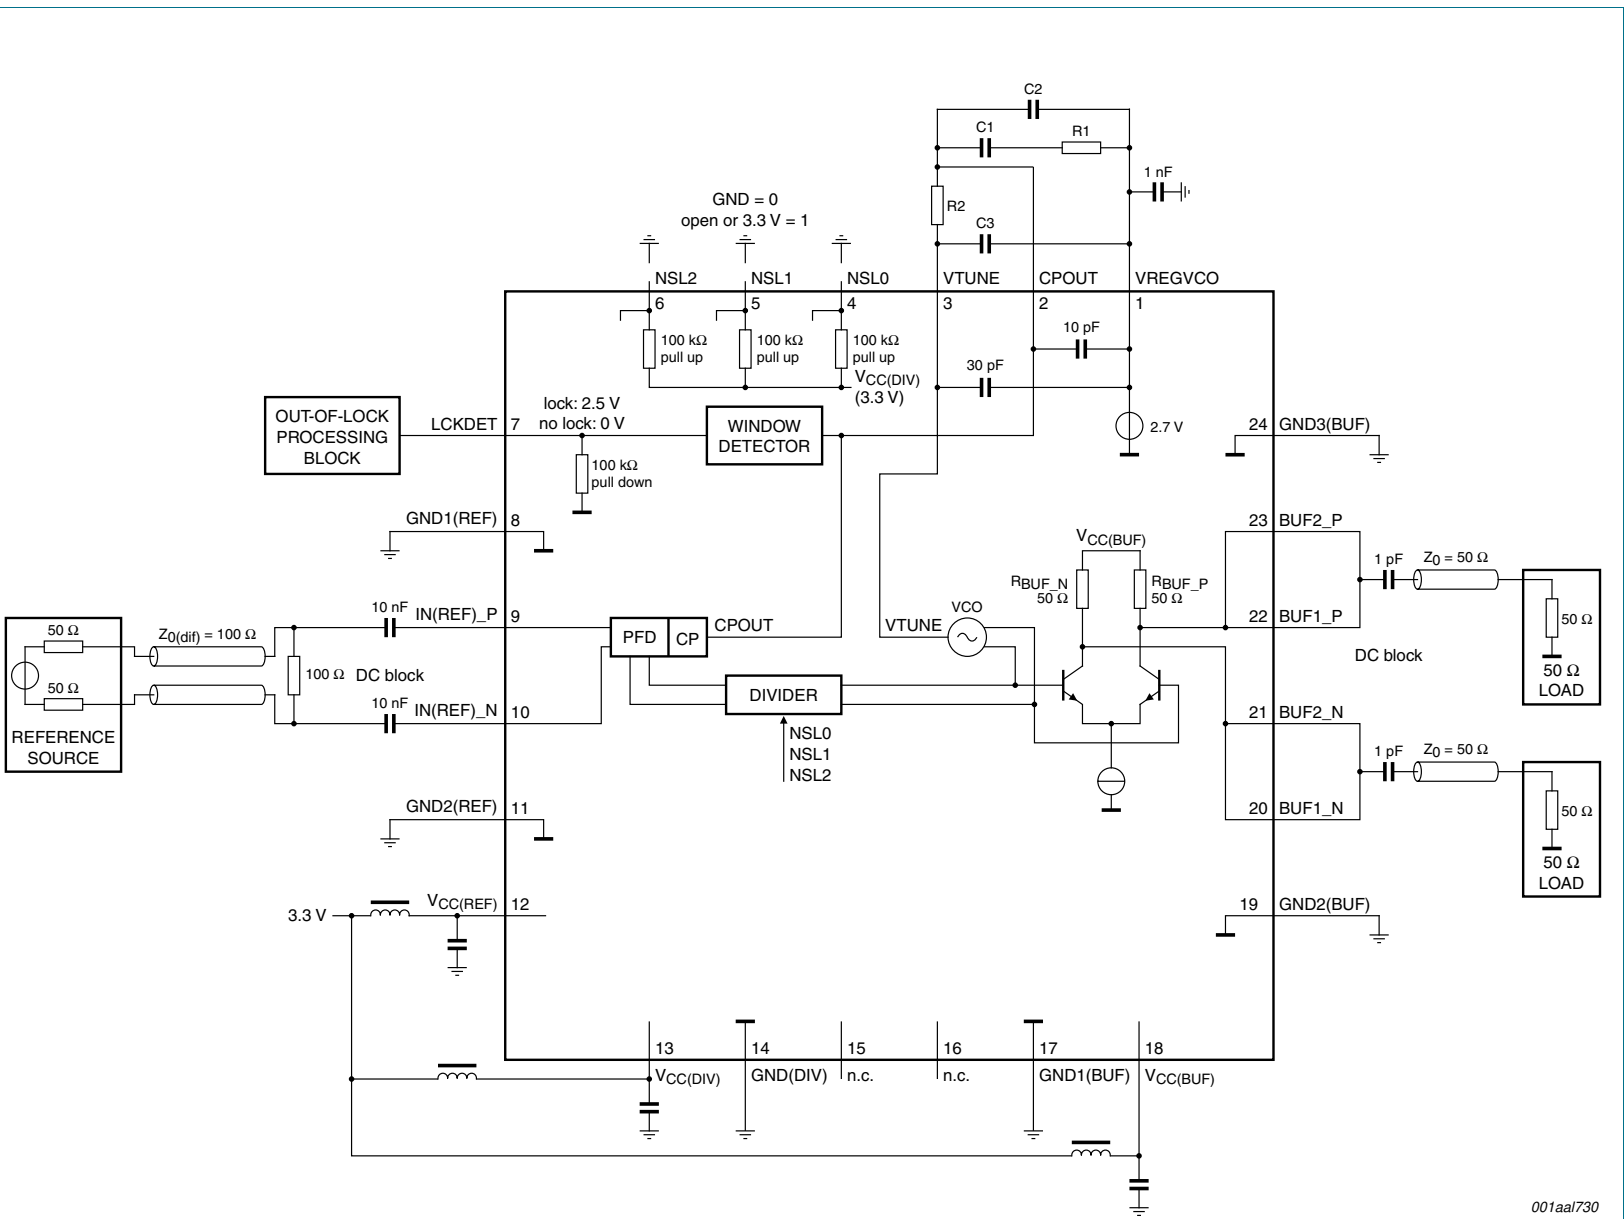 C2
C1
R1
1 nF
GND = 0
open or 3.3 V = 1
R2
C3
NSL2
NSL1
NSL0
VTUNE
CPOUT
VREGVCO
6
5
4
3
2
1
100 kΩ
pull up
100 kΩ
pull up
100 kΩ
pull up
10 pF
30 pF
VCC(DIV)
(3.3 V)
2.7 V
OUT-OF-LOCK
PROCESSING
BLOCK
LCKDET
7
lock: 2.5 V
no lock: 0 V
WINDOW
DETECTOR
100 kΩ
pull down
24
GND3(BUF)
GND1(REF)
8
23
BUF2_P
VCC(BUF)
RBUF_N
50 Ω
RBUF_P
50 Ω
1 pF
Z0 = 50 Ω
50 Ω
50 Ω
LOAD
10 nF
IN(REF)_P
9
PFD
CP
CPOUT
VTUNE
VCO
22
BUF1_P
DC block
50 Ω
Z0(dif) = 100 Ω
100 Ω
DC block
50 Ω
10 nF
IN(REF)_N
10
DIVIDER
NSL0
NSL1
NSL2
REFERENCE
SOURCE
21
BUF2_N
1 pF
Z0 = 50 Ω
50 Ω
50 Ω
LOAD
GND2(REF)
11
20
BUF1_N
3.3 V
VCC(REF)
12
19
GND2(BUF)
13
14
15
16
17
18
VCC(DIV)
GND(DIV)
n.c.
n.c.
GND1(BUF)
VCC(BUF)
001aal730